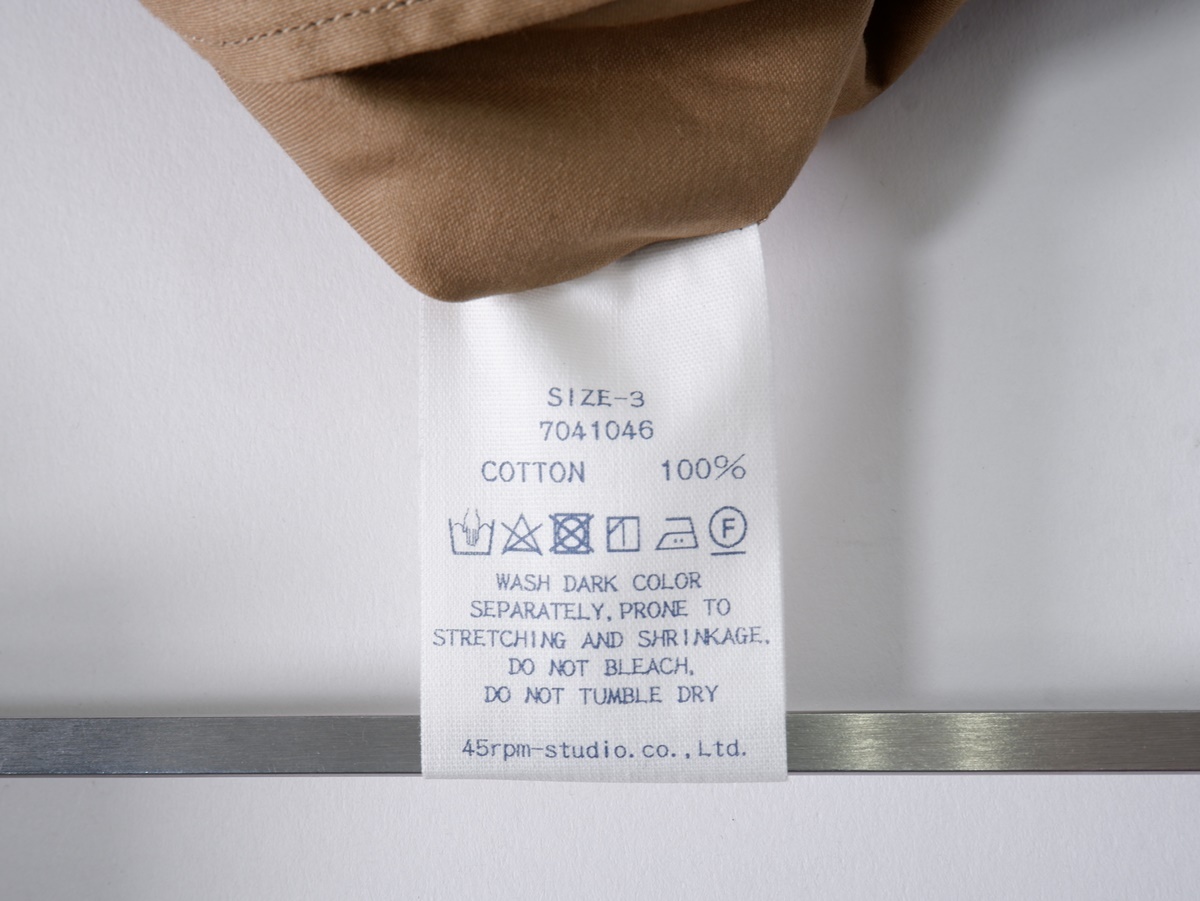 SIZE-3
7041046
COTTON 100%
F
WASH DARK COLOR
SEPARATELY, PRONE TO
STRETCHING AND SHRINKAGE.
DO NOT BLEACH.
DO NOT TUMBLE DRY
45rpm-studio.co.,Ltd.